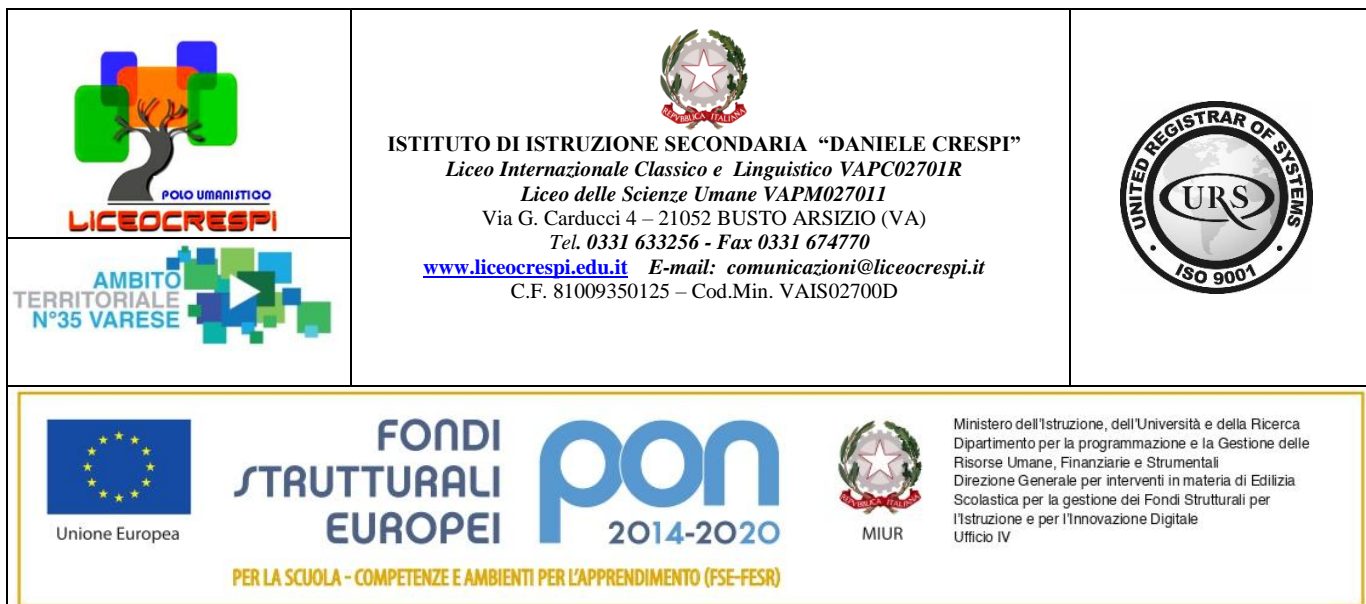 POLO UMANISTICO
LICEOCRESPI
AMBITO
TERRITORIALE
N°35 VARESE
REPVBBLICA ITALIANA
ISTITUTO DI ISTRUZIONE SECONDARIA “DANIELE CRESPI”
Liceo Internazionale Classico e Linguistico VAPC02701R
Liceo delle Scienze Umane VAPM027011
Via G. Carducci 4 – 21052 BUSTO ARSIZIO (VA)
Tel. 0331 633256 - Fax 0331 674770
www.liceocrespi.edu.it E-mail: comunicazioni@liceocrespi.it
C.F. 81009350125 – Cod.Min. VAIS02700D
UNITED REGISTRAR OF SYSTEMS
URS
ISO 9001
Unione Europea
FONDI
STRUTTURALI
EUROPEI
pon
2014-2020
PER LA SCUOLA - COMPETENZE E AMBIENTI PER L'APPRENDIMENTO (FSE-FESR)
REPVBBLICA ITALIANA
MIUR
Ministero dell'Istruzione, dell'Università e della Ricerca
Dipartimento per la programmazione e la Gestione delle
Risorse Umane, Finanziarie e Strumentali
Direzione Generale per interventi in materia di Edilizia
Scolastica per la gestione dei Fondi Strutturali per
l'Istruzione e per l'Innovazione Digitale
Ufficio IV